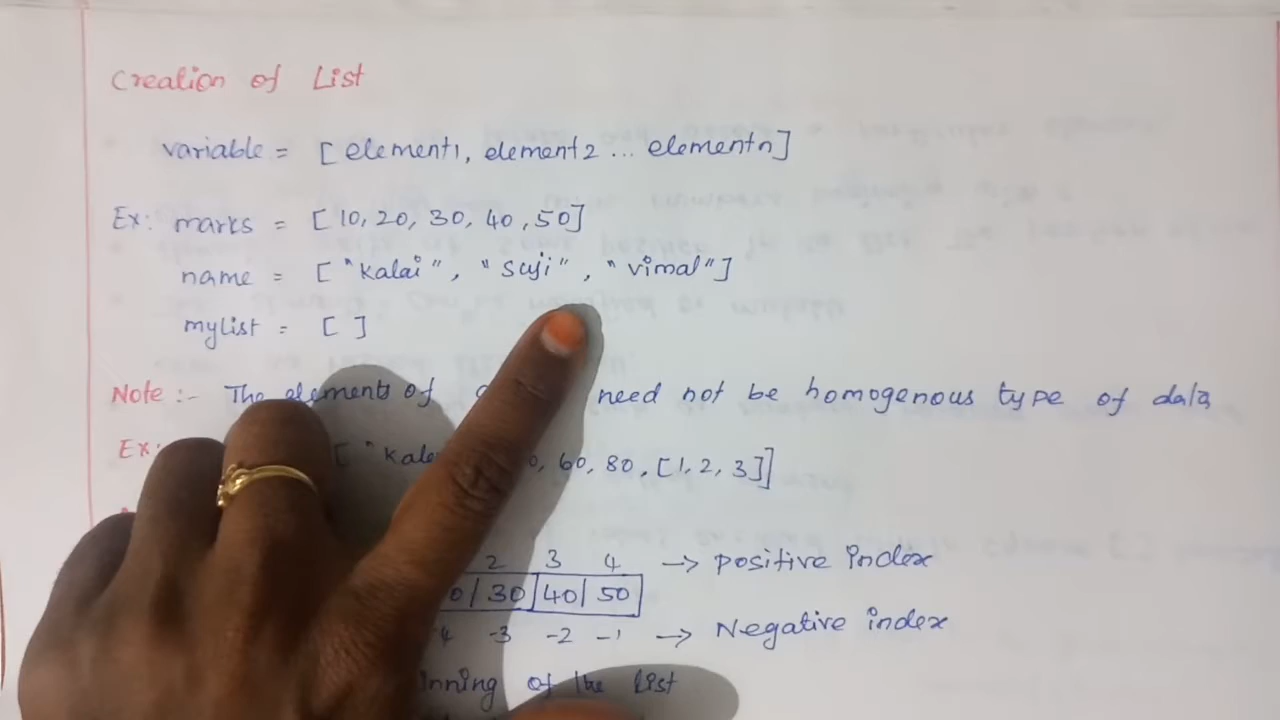 Creation of List
variable = [element1, element2 ... elementn]
Ex: marks = [10, 20, 30, 40, 50]
name = ["Kalai", "Suji", "Vimal"]
mylist = [ ]
Note :- The elements of need not be homogenous type of data
Ex: [ " 60, 80, [1, 2, 3]]
2 3 4 → positive index
30 | 40 | 50
-3 -2 -1 → Negative index
of the list